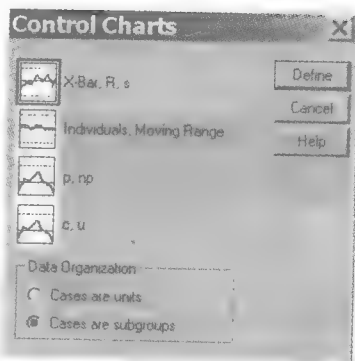 Control Charts
X-Bar, R, s
Individuals, Moving Range
p, np
c, u
Define
Cancel
Help
Data Organization
Cases are units
Cases are subgroups